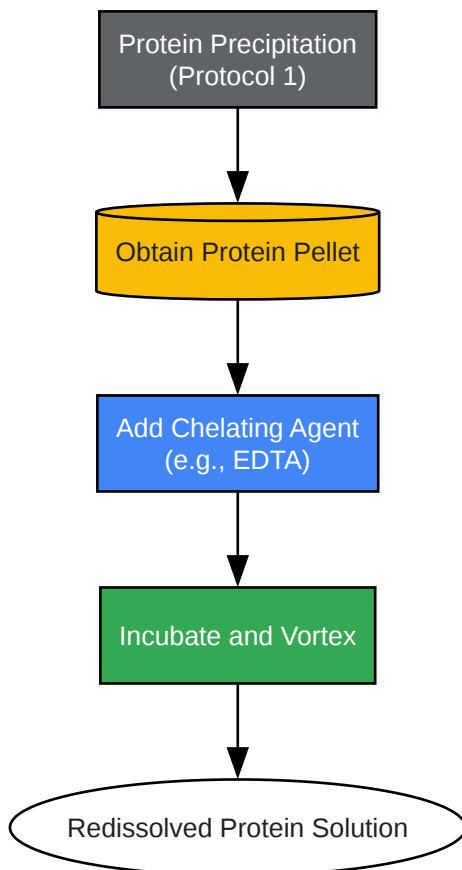 Protein Precipitation
(Protocol 1)
Obtain Protein Pellet
Add Chelating Agent
(e.g., EDTA)
Incubate and Vortex
Redissolved Protein Solution